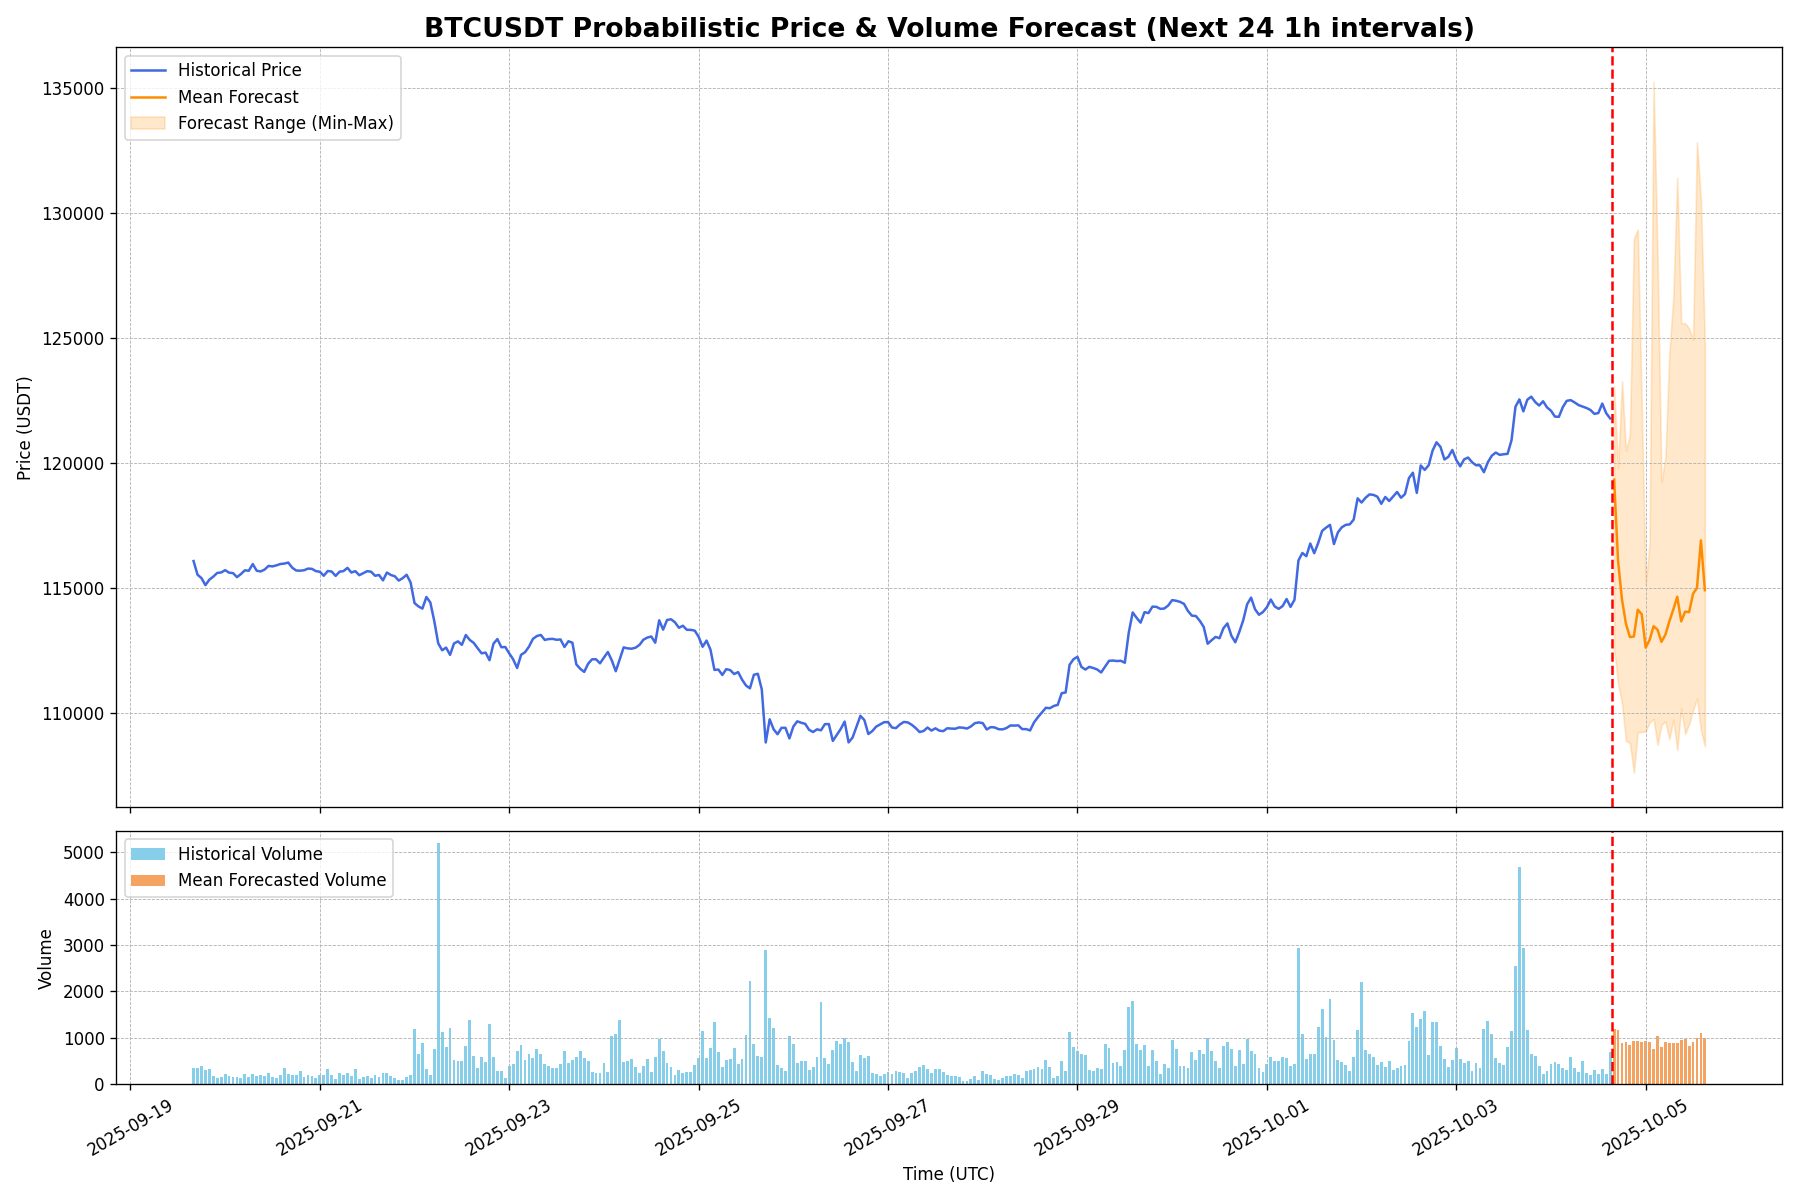 BTCUSDT Probabilistic Price & Volume Forecast (Next 24 1h intervals)
Historical Price
Mean Forecast
Forecast Range (Min-Max)
135000
130000
125000
120000
115000
110000
Price (USDT)
Historical Volume
Mean Forecasted Volume
5000
4000
3000
2000
1000
0
Volume
2025-09-19
2025-09-21
2025-09-23
2025-09-25
2025-09-27
2025-09-29
2025-10-01
2025-10-03
2025-10-05
Time (UTC)